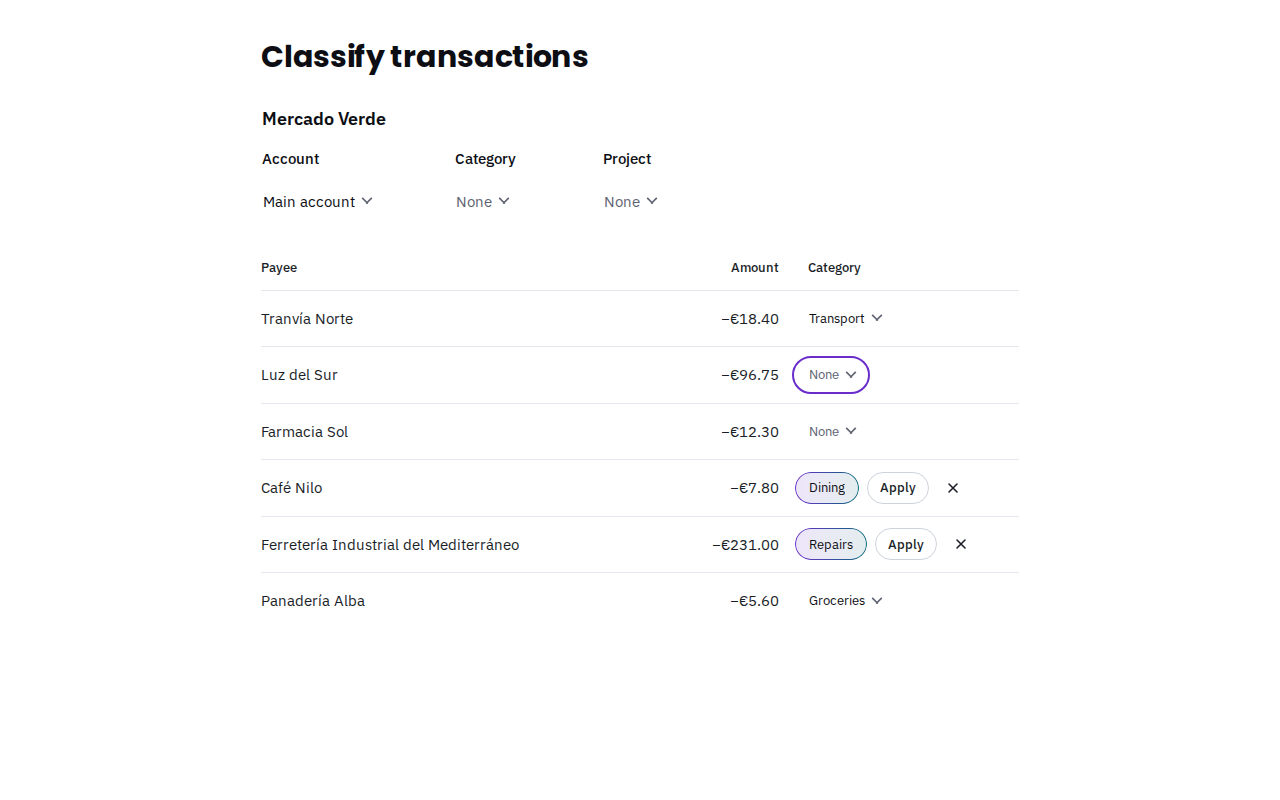 Classify transactions
Mercado Verde
Account Category Project
Main account None None
Payee Amount Category
Tranvía Norte −€18.40 Transport
Luz del Sur −€96.75 None
Farmacia Sol −€12.30 None
Café Nilo −€7.80 Dining Apply
Ferretería Industrial del Mediterráneo −€231.00 Repairs Apply
Panadería Alba −€5.60 Groceries